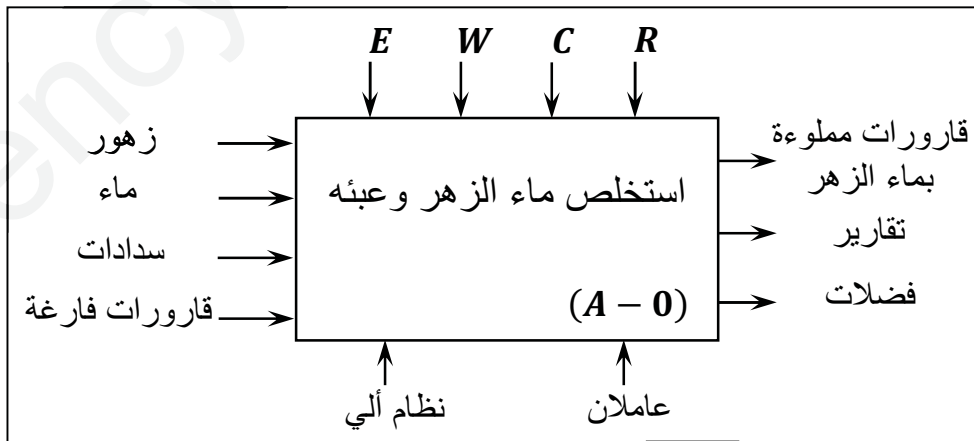 E W C R
زهور
ماء
سدادات
قارورات فارغة
استخلص ماء الزهر وعبئه
(A − 0)
قارورات مملوءة
بماء الزهر
تقارير
فضلات
نظام ألي
عاملان
ency